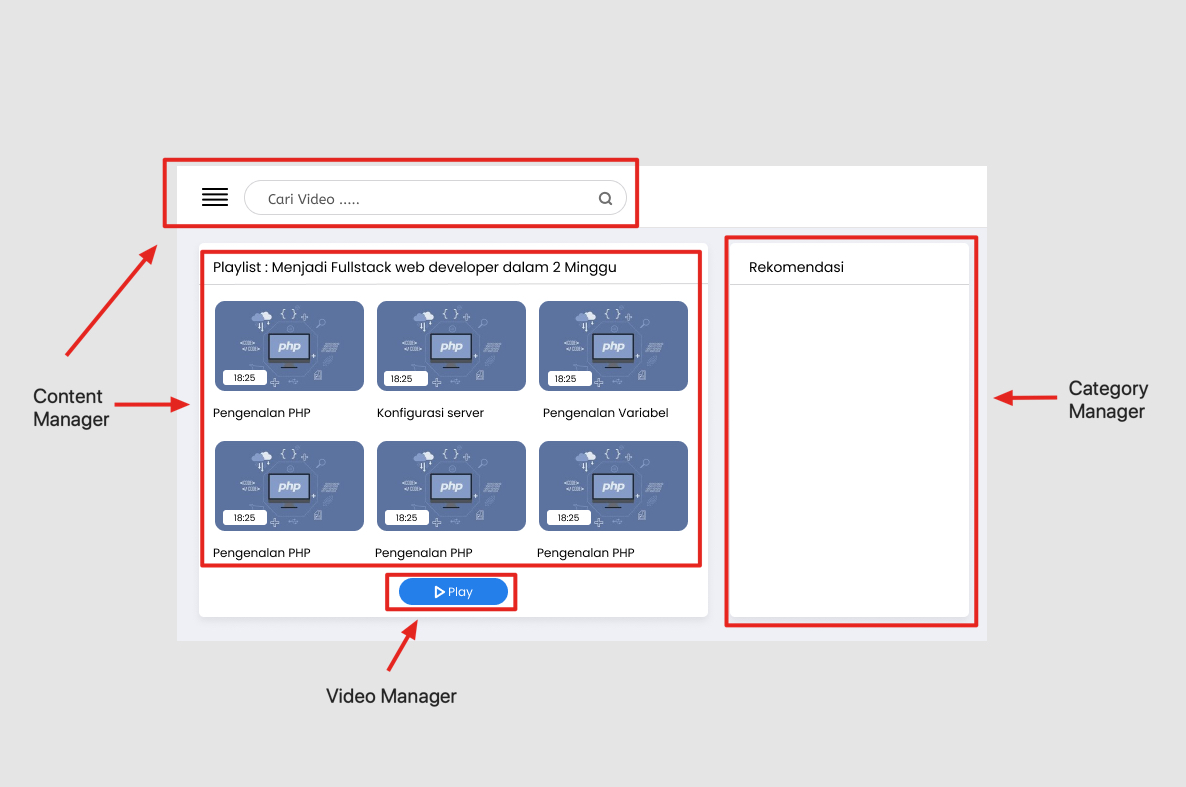 Cari Video .....
Playlist : Menjadi Fullstack web developer dalam 2 Minggu
Rekomendasi
{ }
php
18:25
{ }
php
18:25
{ }
php
18:25
Pengenalan PHP
Konfigurasi server
Pengenalan Variabel
{ }
php
18:25
{ }
php
18:25
{ }
php
18:25
Pengenalan PHP
Pengenalan PHP
Pengenalan PHP
Play
Content
Manager
Category
Manager
Video Manager